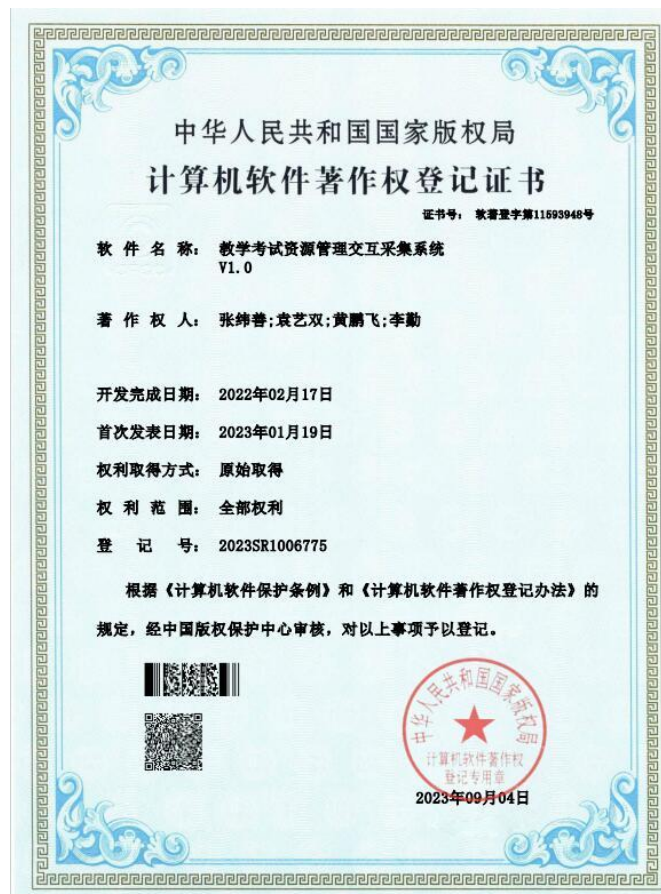 中华人民共和国国家版权局
计算机软件著作权登记证书
证书号： 软著登字第11593948号
软件名称： 教学考试资源管理交互采集系统
V1.0
著作权人： 张纬善;袁艺双;黄鹏飞;李勤
开发完成日期： 2022年02月17日
首次发表日期： 2023年01月19日
权利取得方式： 原始取得
权利范围： 全部权利
登记号： 2023SR1006775
根据《计算机软件保护条例》和《计算机软件著作权登记办法》的
规定，经中国版权保护中心审核，对以上事项予以登记。
中华人民共和国国家版权局
计算机软件著作权
登记专用章
2023年09月04日